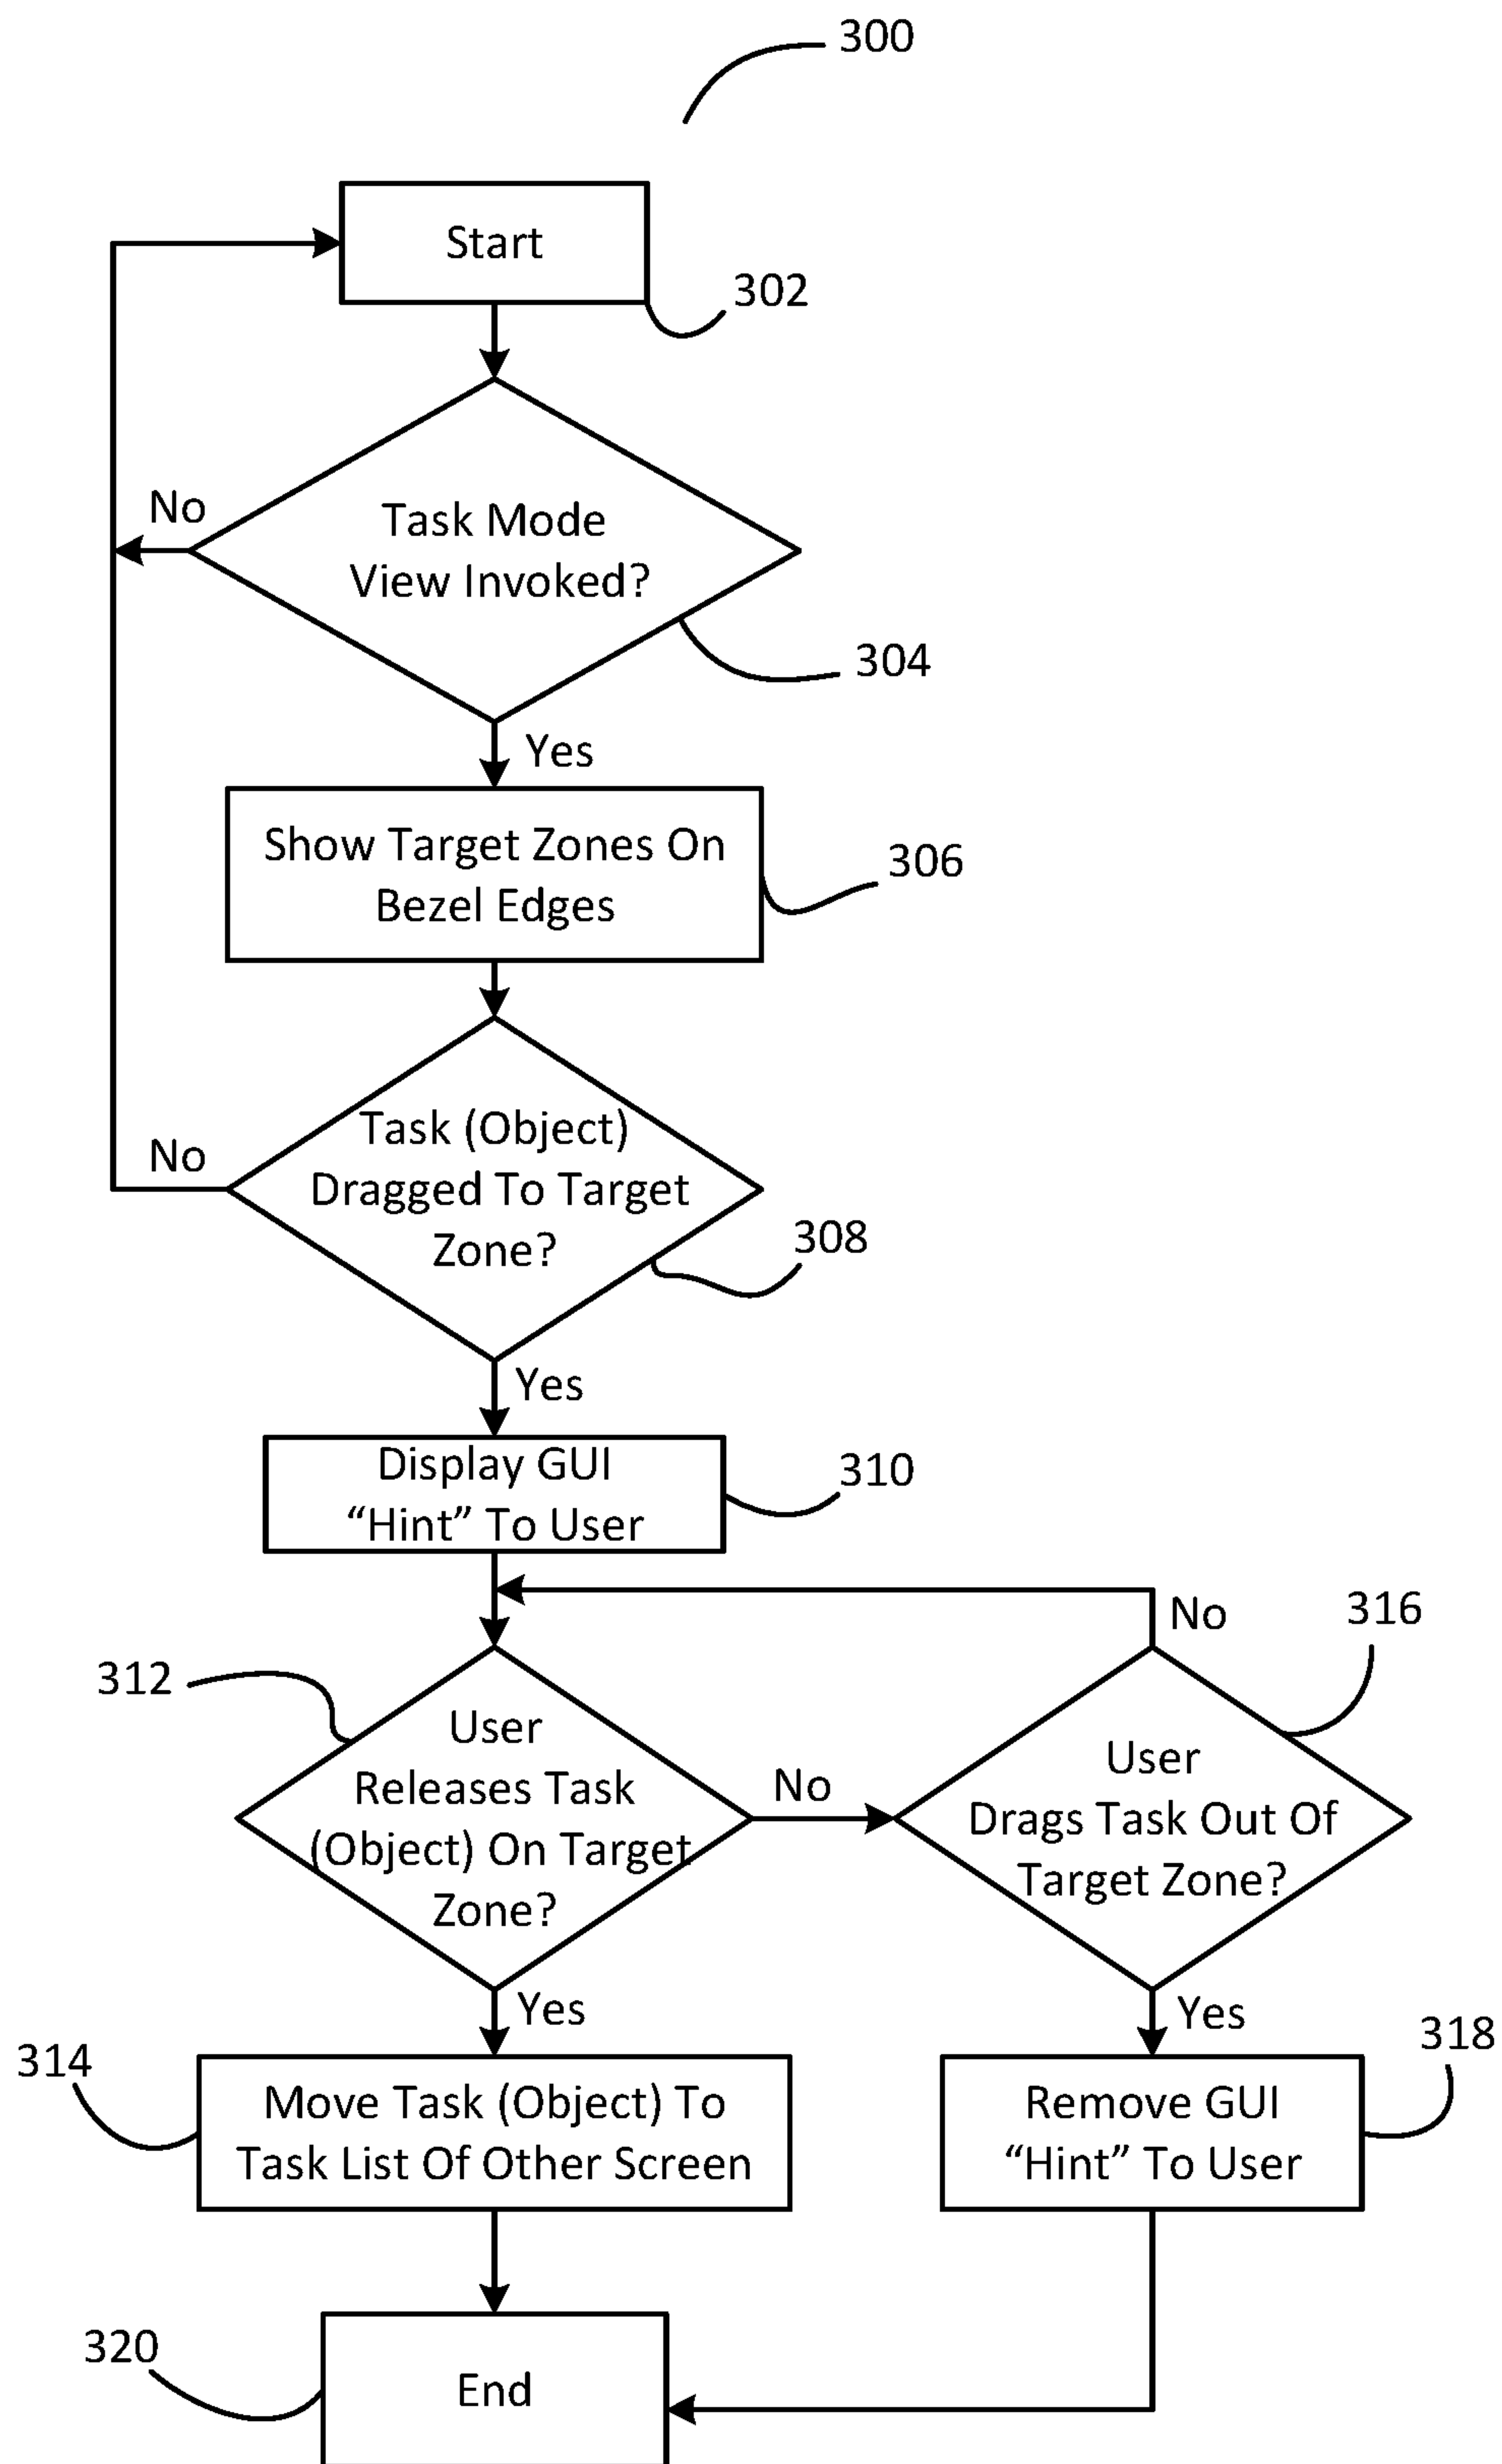 300
Start
302
No
Task Mode
View Invoked?
304
Yes
Show Target Zones On
Bezel Edges
306
No
Task (Object)
Dragged To Target
Zone?
308
Yes
Display GUI
“Hint” To User
310
No
316
312
User
Releases Task
(Object) On Target
Zone?
No
User
Drags Task Out Of
Target Zone?
Yes
Yes
314
Move Task (Object) To
Task List Of Other Screen
Remove GUI
“Hint” To User
318
320
End